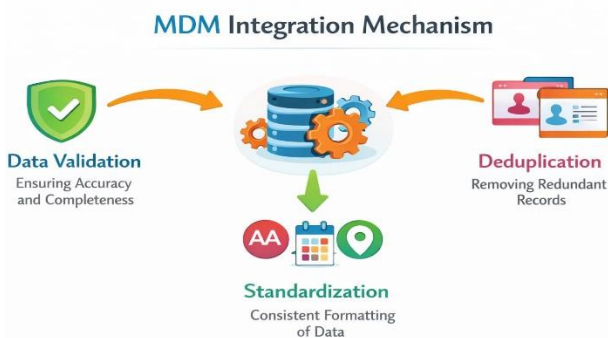 MDM Integration Mechanism
Data Validation
Ensuring Accuracy
and Completeness
Deduplication
Removing Redundant
Records
AA
Standardization
Consistent Formatting
of Data